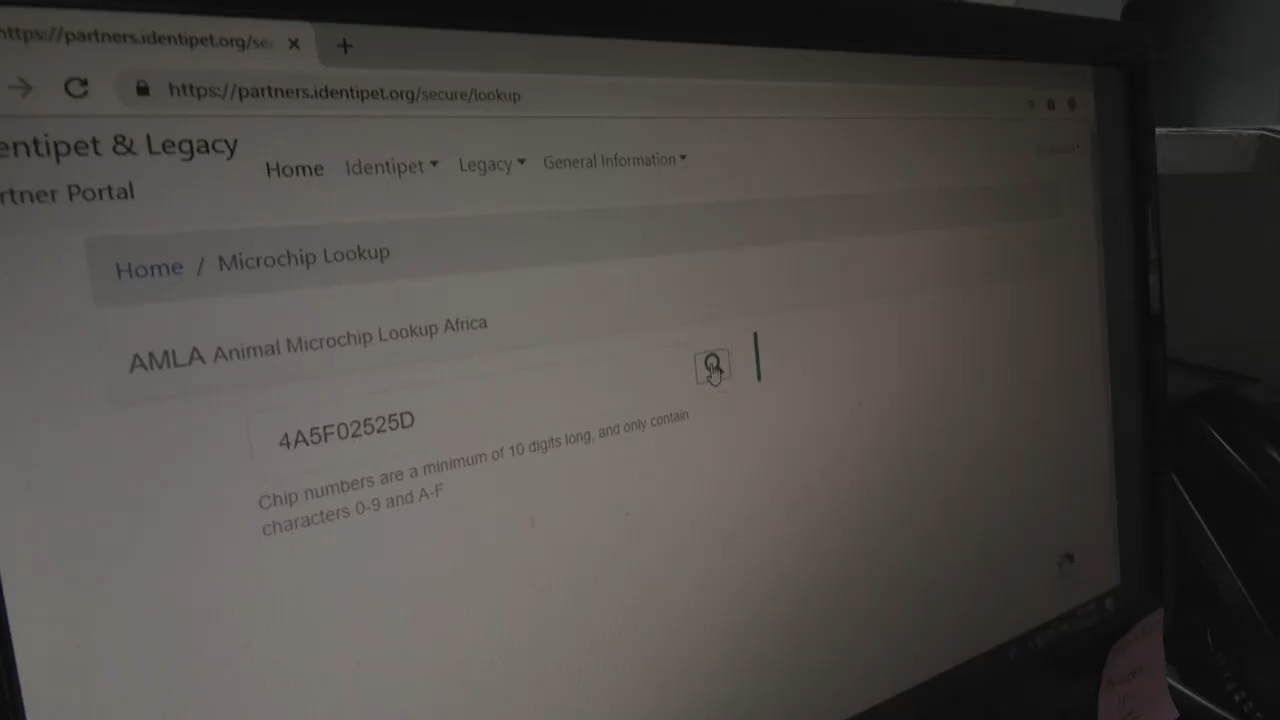 https://partners.identipet.org/se
https://partners.identipet.org/secure/lookup
entipet & Legacy
rtner Portal
Home Identipet Legacy General Information
Home / Microchip Lookup
AMLA Animal Microchip Lookup Africa
4A5F02525D
Chip numbers are a minimum of 10 digits long, and only contain
characters 0-9 and A-F